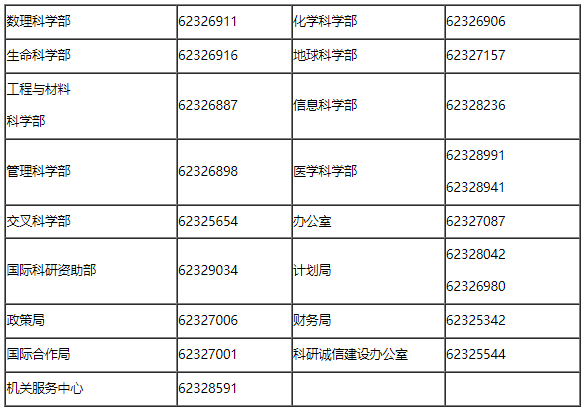 数理科学部 62326911 化学科学部 62326906
生命科学部 62326916 地球科学部 62327157
工程与材料
科学部 62326887 信息科学部 62328236
管理科学部 62326898 医学科学部 62328991
62328941
交叉科学部 62325654 办公室 62327087
国际科研资助部 62329034 计划局 62328042
62326980
政策局 62327006 财务局 62325342
国际合作局 62327001 科研诚信建设办公室 62325544
机关服务中心 62328591